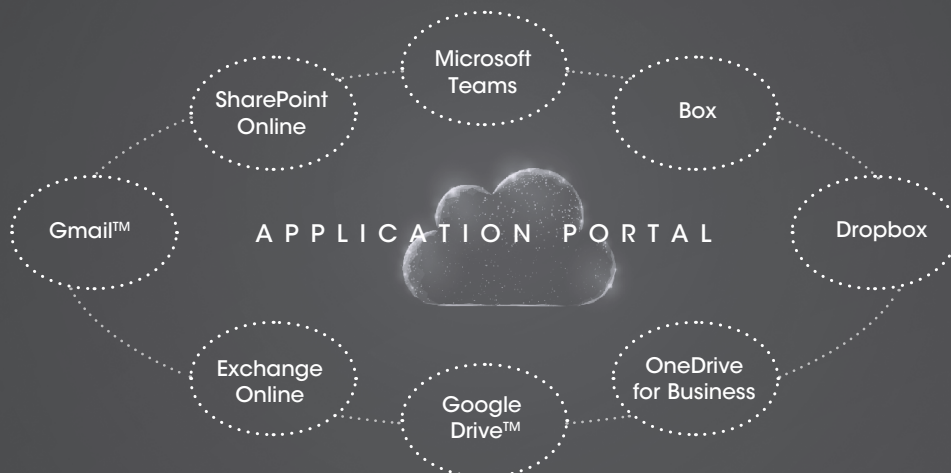 Microsoft
Teams
SharePoint
Online
Box
Gmail™
APPLICATION PORTAL
Dropbox
Exchange
Online
OneDrive
for Business
Google
Drive™